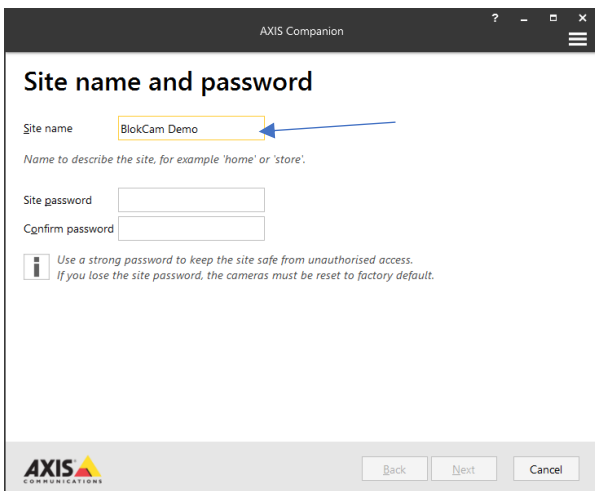 AXIS Companion
Site name and password
Site name BlokCam Demo
Name to describe the site, for example 'home' or 'store'.
Site password
Confirm password
Use a strong password to keep the site safe from unauthorised access.
If you lose the site password, the cameras must be reset to factory default.
AXIS
COMMUNICATIONS
Back Next Cancel